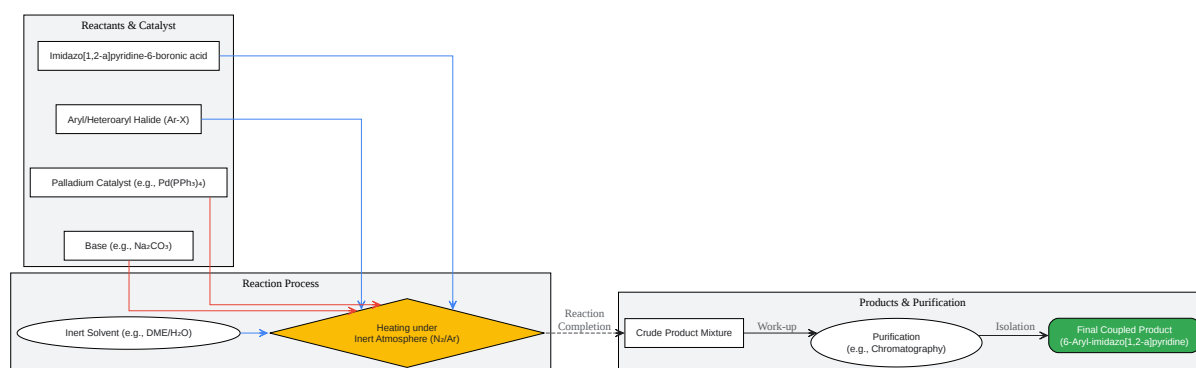 Reactants & Catalyst
Imidazo[1,2-a]pyridine-6-boronic acid
Aryl/Heteroaryl Halide (Ar-X)
Palladium Catalyst (e.g., Pd(PPh₃)₄)
Base (e.g., Na₂CO₃)
Reaction Process
Inert Solvent (e.g., DME/H₂O)
Heating under
Inert Atmosphere (N₂/Ar)
Reaction
Completion
Products & Purification
Crude Product Mixture
Work-up
Purification
(e.g., Chromatography)
Isolation
Final Coupled Product
(6-Aryl-imidazo[1,2-a]pyridine)